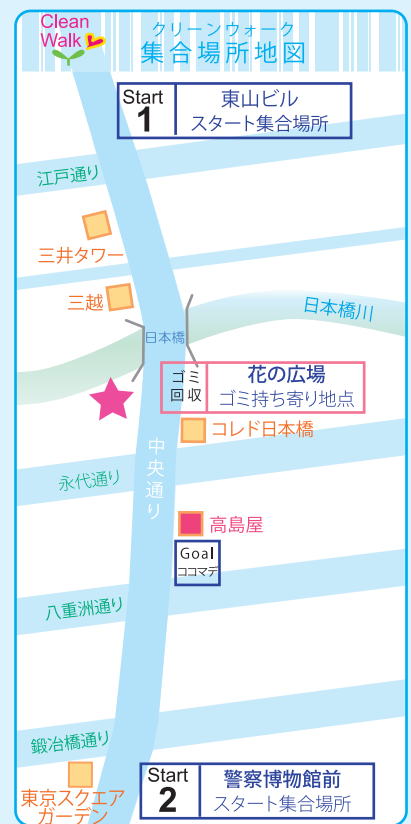 Clean
Walk
クリーンウォーク
集合場所地図
Start
1
東山ビル
スタート集合場所
江戸通り
三井タワー
三越
日本橋川
日本橋
ゴミ
回収
花の広場
ゴミ持ち寄り地点
コレド日本橋
中央通り
永代通り
高島屋
Goal
ココマデ
八重洲通り
鍛冶橋通り
東京スクエア
ガーデン
Start
2
警察博物館前
スタート集合場所